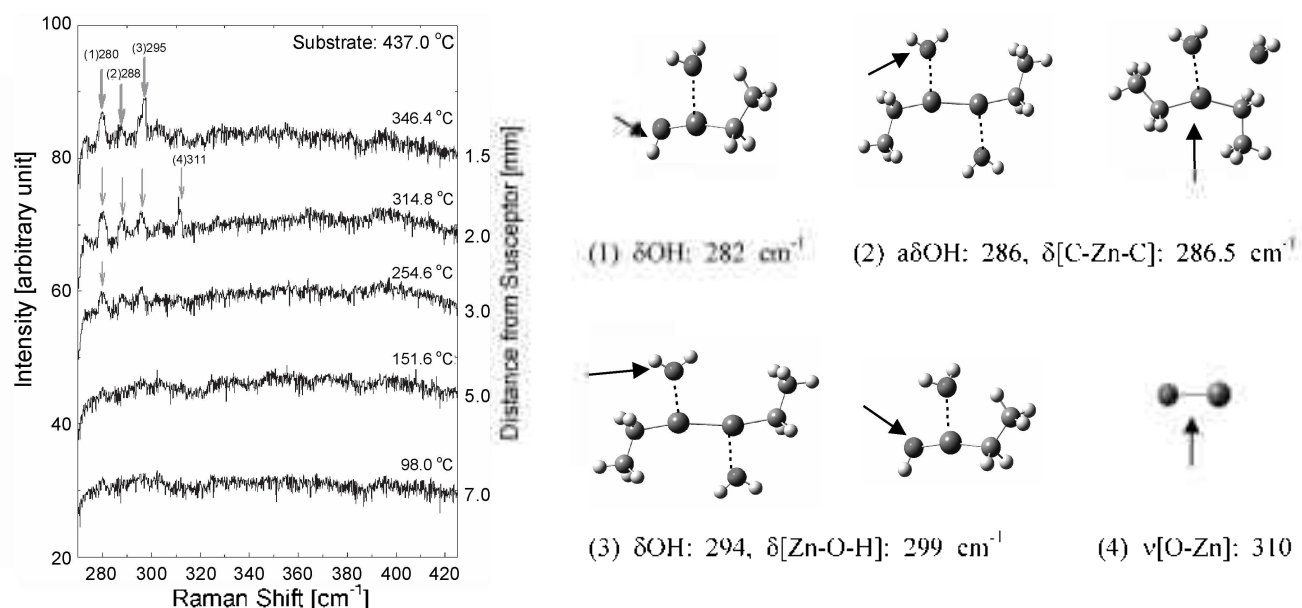 100
80
60
40
20
Intensity [arbitrary unit]
Substrate: 437.0 °C
(1)280
(2)288
(3)295
346.4 °C
1.5
(4)311
314.8 °C
2.0
254.6 °C
3.0
151.6 °C
5.0
98.0 °C
7.0
Distance from Susceptor [mm]
280 300 320 340 360 380 400 420
Raman Shift [cm⁻¹]
(1) δOH: 282 cm⁻¹
(2) aδOH: 286, δ[C-Zn-C]: 286.5 cm⁻¹
(3) δOH: 294, δ[Zn-O-H]: 299 cm⁻¹
(4) ν[O-Zn]: 310